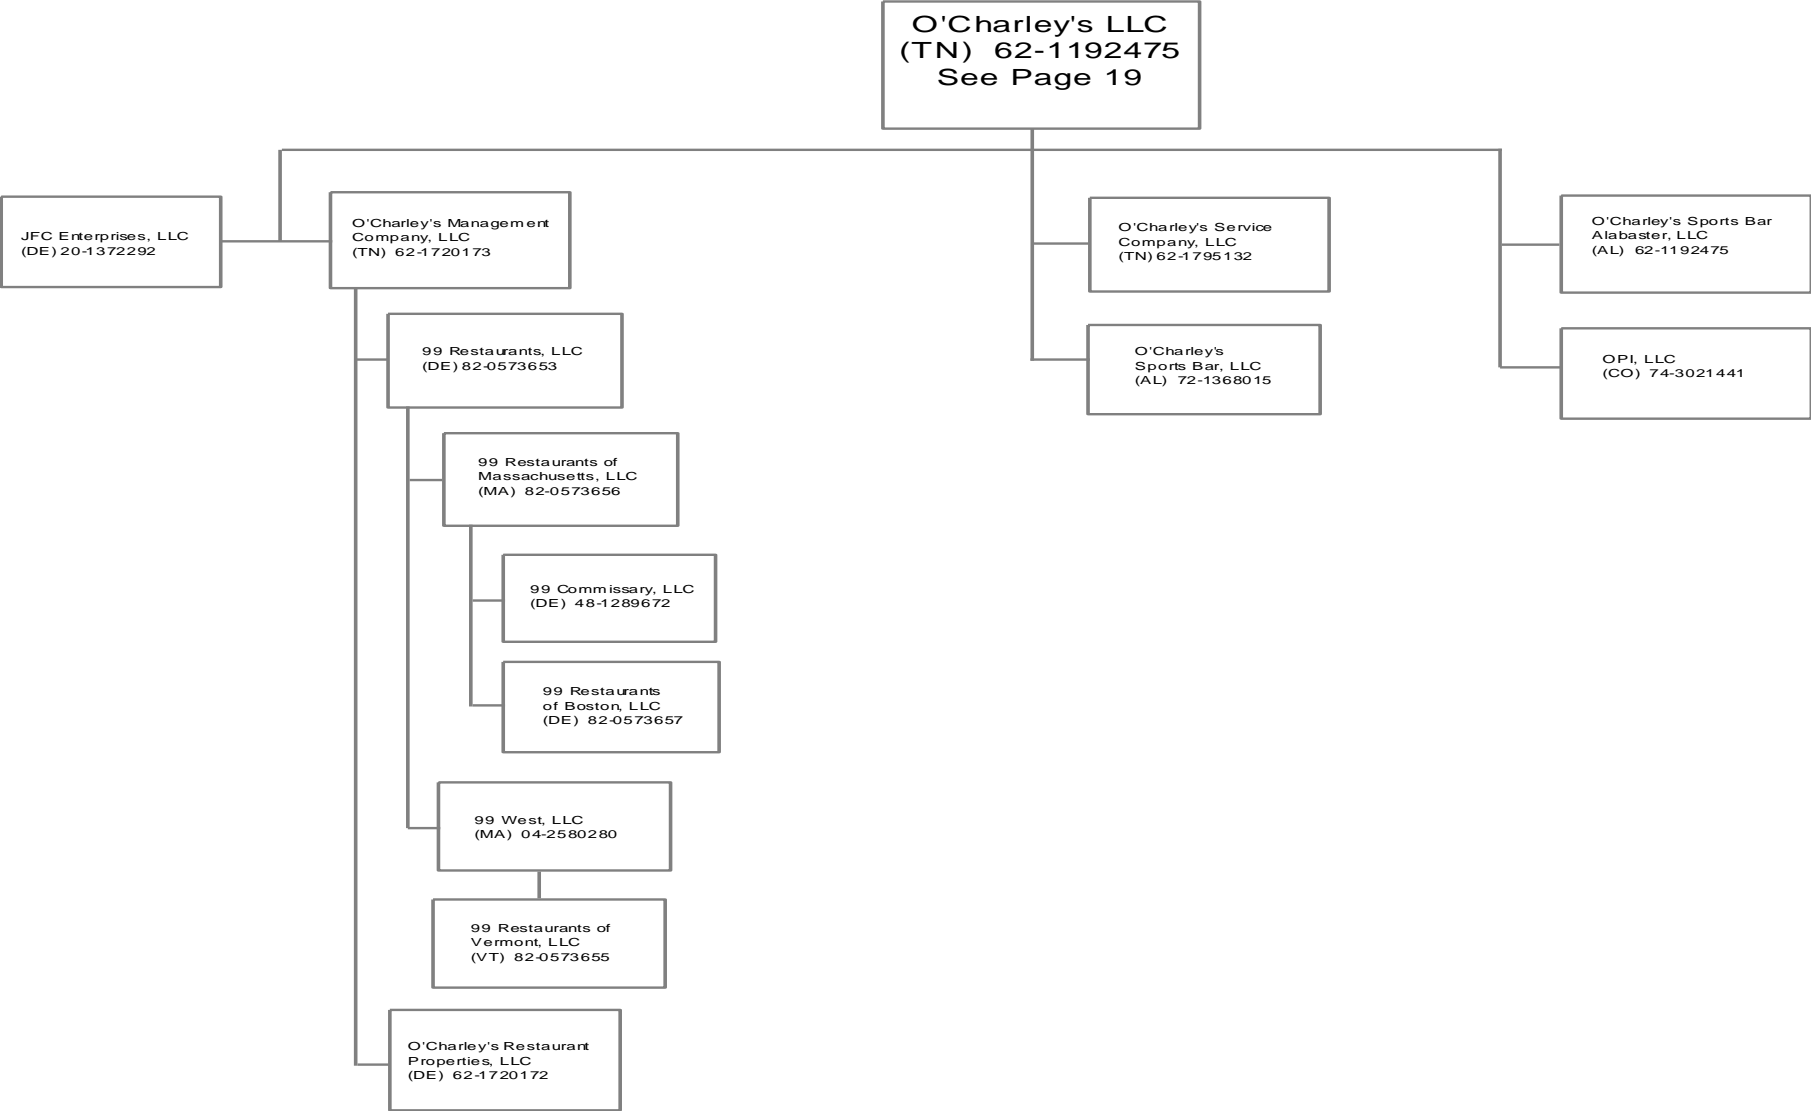 O'Charley's LLC
(TN) 62-1192475
See Page 19
JFC Enterprises, LLC
(DE) 20-1372292
O'Charley's Management
Company, LLC
(TN) 62-1720173
O'Charley's Service
Company, LLC
(TN) 62-1795132
O'Charley's Sports Bar
Alabaster, LLC
(AL) 62-1192475
99 Restaurants, LLC
(DE) 82-0573653
O'Charley's
Sports Bar, LLC
(AL) 72-1368015
OPI, LLC
(CO) 74-3021441
99 Restaurants of
Massachusetts, LLC
(MA) 82-0573656
99 Commissary, LLC
(DE) 48-1289672
99 Restaurants
of Boston, LLC
(DE) 82-0573657
99 West, LLC
(MA) 04-2580280
99 Restaurants of
Vermont, LLC
(VT) 82-0573655
O'Charley's Restaurant
Properties, LLC
(DE) 62-1720172